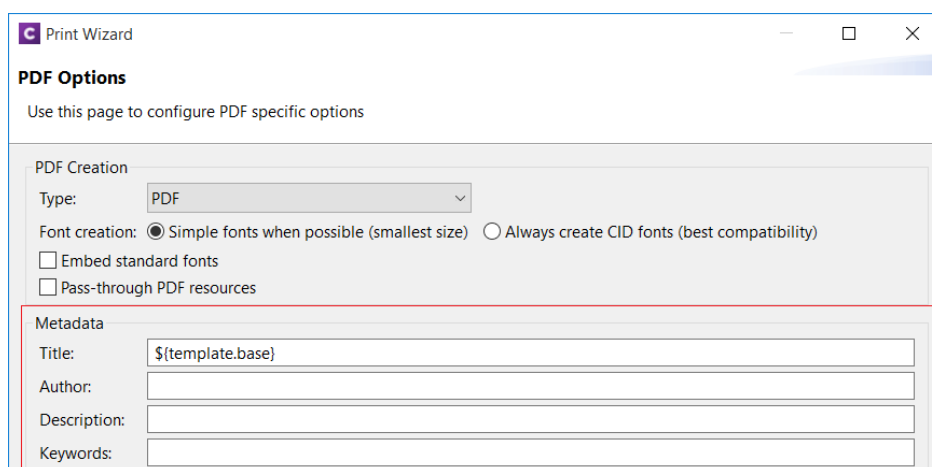 C Print Wizard
PDF Options
Use this page to configure PDF specific options
PDF Creation
Type: PDF
Font creation: Simple fonts when possible (smallest size) Always create CID fonts (best compatibility)
Embed standard fonts
Pass-through PDF resources
Metadata
Title: ${template.base}
Author:
Description:
Keywords: